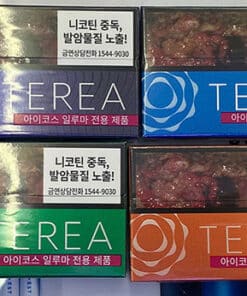 니코틴 중독,
발암물질 노출!
금연상담전화 1544-9030
TEREA
TE
아이코스 일루마 전용 제품
아이코스
니코틴 중독,
발암물질 노출!
금연상담전화 1544-9030
EREA
TE
아이코스 일루마 전용 제품
아이코스